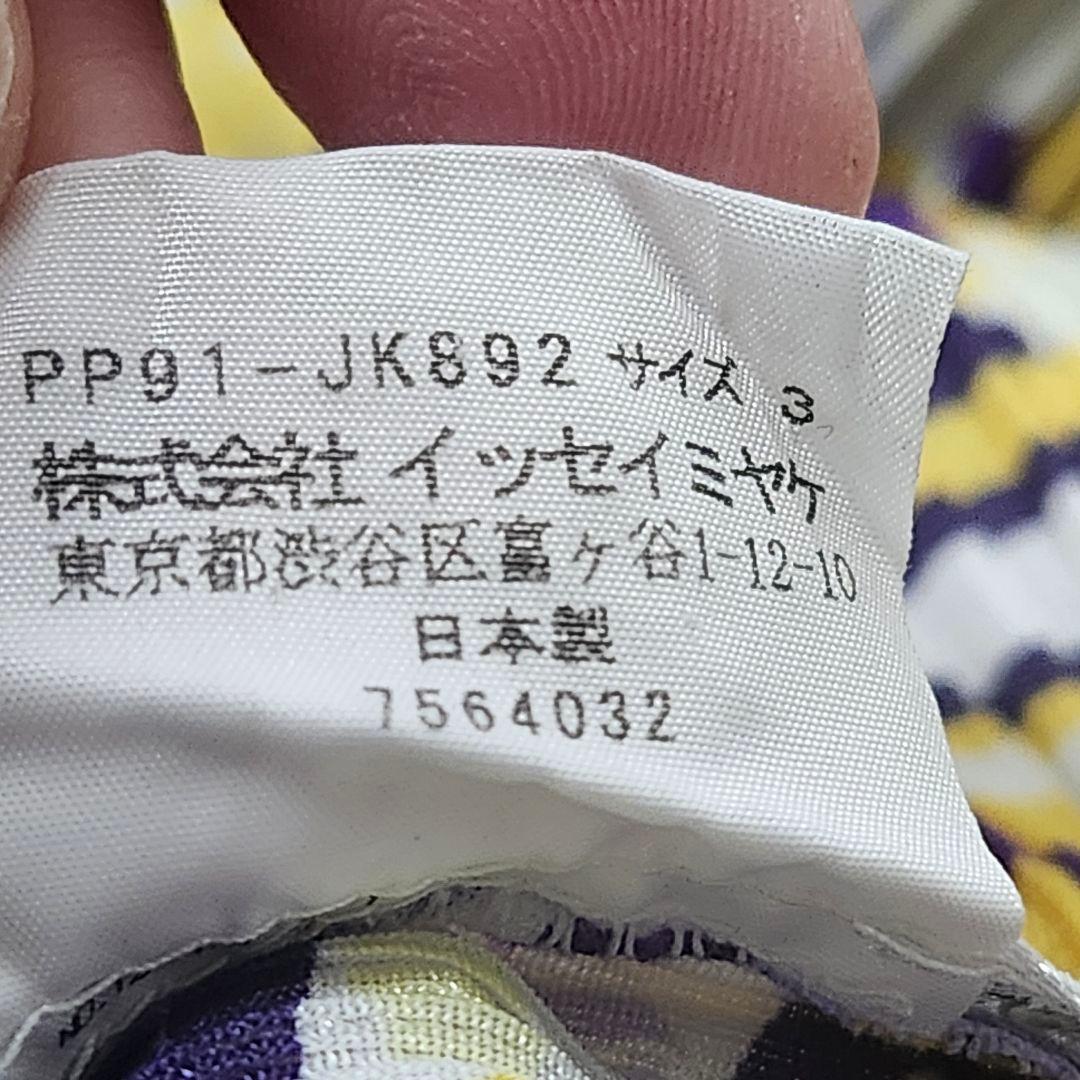 PP91-JK892 サイズ 3
株式会社イッセイミヤケ
東京都渋谷区富ヶ谷1-12-10
日本製
7564032